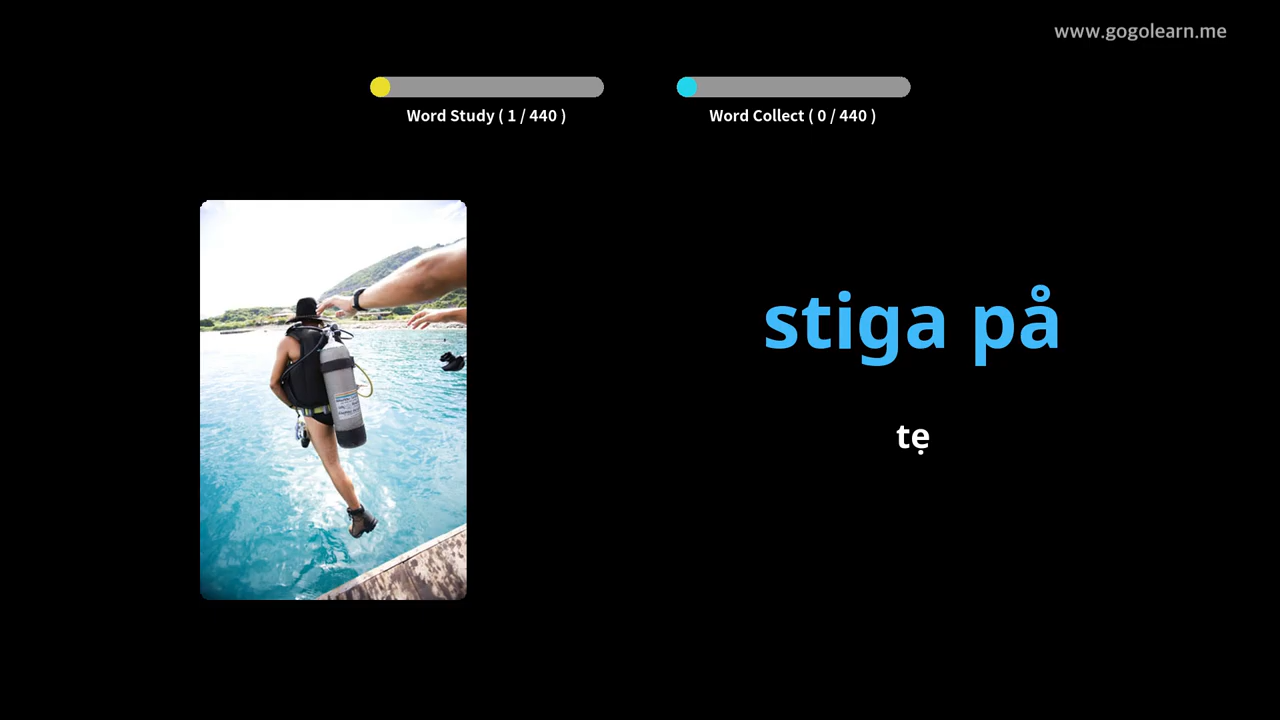 www.gogolearn.me
Word Study ( 1 / 440 )
Word Collect ( 0 / 440 )
stiga på
tẹ